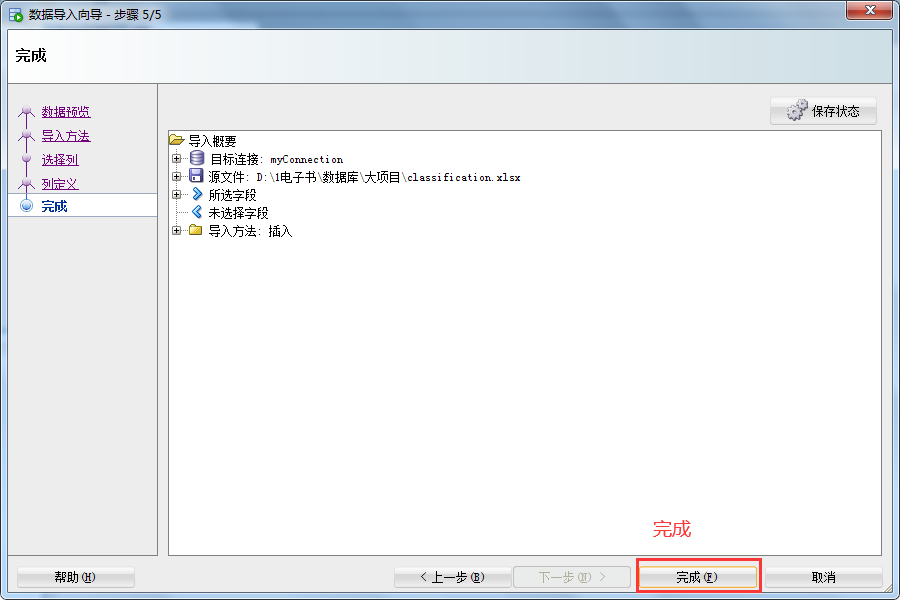 数据导入向导 - 步骤 5/5
完成
数据预览
导入方法
选择列
列定义
完成
保存状态
导入概要
目标连接: myConnection
源文件: D:\1电子书\数据库\大项目\classification.xlsx
所选字段
未选择字段
导入方法: 插入
完成
帮助(H)
< 上一步(B)
下一步(N) >
完成(F)
取消